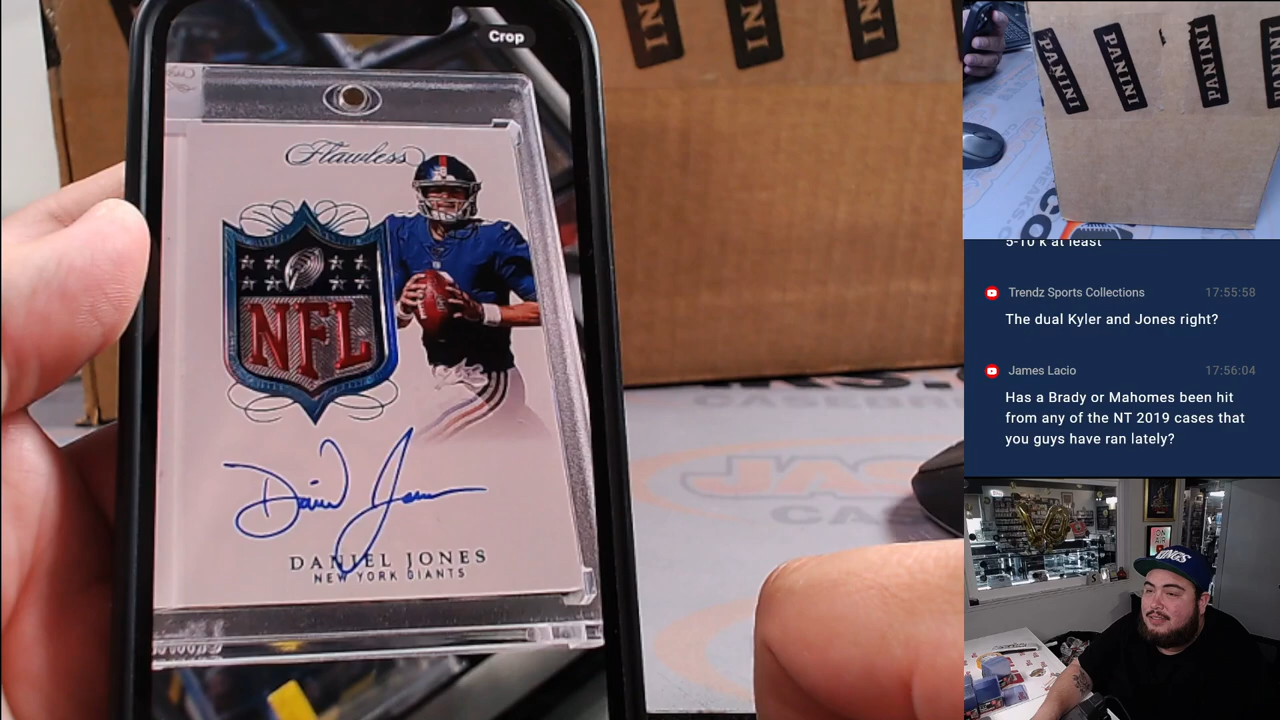 Crop
Flawless
NFL
DANIEL JONES
NEW YORK GIANTS
PANINI
PANINI
PANINI
5-10 k at least
Trendz Sports Collections 17:55:58
The dual Kyler and Jones right?
James Lacio 17:56:04
Has a Brady or Mahomes been hit
from any of the NT 2019 cases that
you guys have ran lately?
ON
AIR